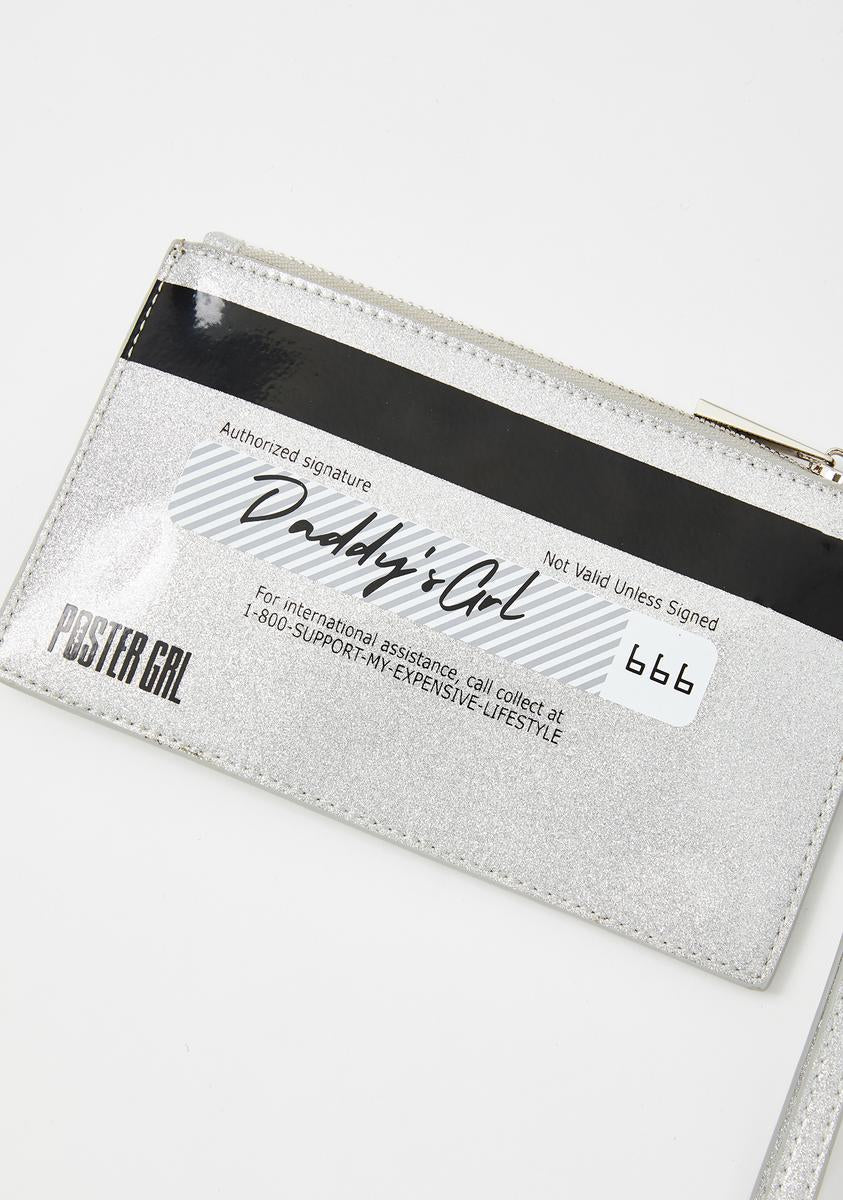 Authorized signature
Not Valid Unless Signed
Daddy's Girl
666
For international assistance, call collect at
1-800-SUPPORT-MY-EXPENSIVE-LIFESTYLE
POSTER GRL